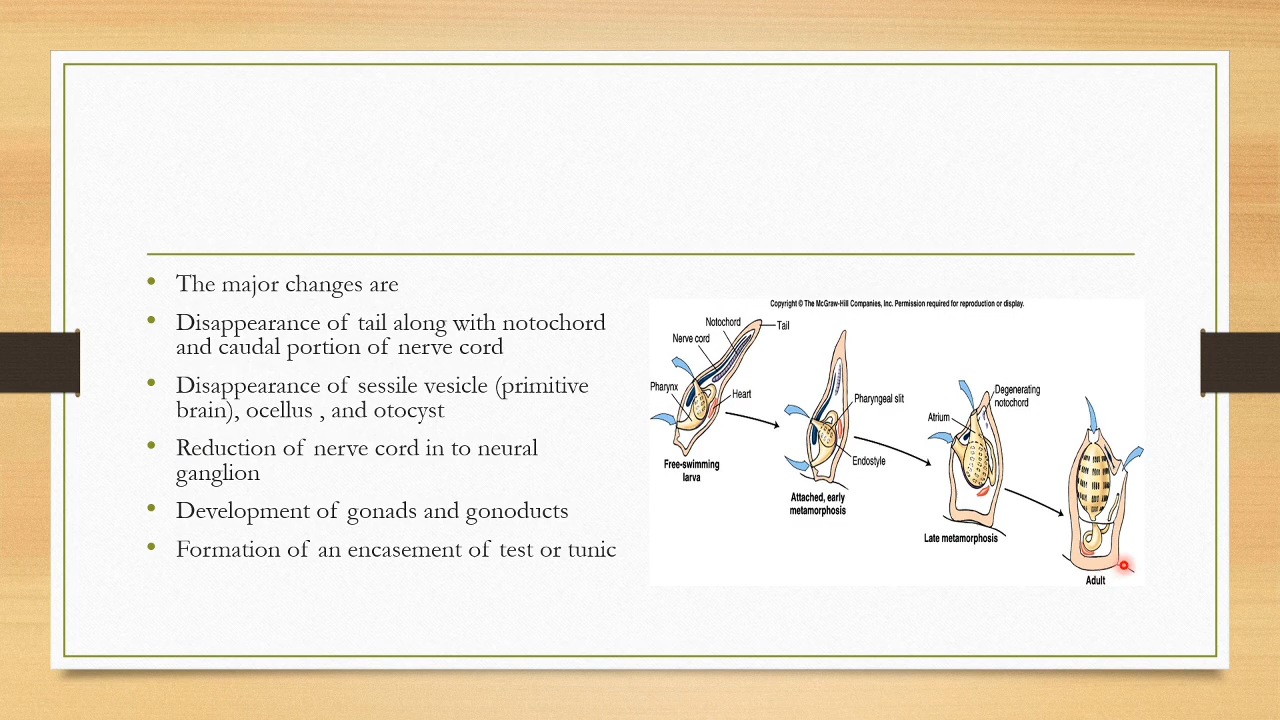 The major changes are
Disappearance of tail along with notochord
and caudal portion of nerve cord
Disappearance of sessile vesicle (primitive
brain), ocellus , and otocyst
Reduction of nerve cord in to neural
ganglion
Development of gonads and gonoducts
Formation of an encasement of test or tunic
Copyright © The McGraw-Hill Companies, Inc. Permission required for reproduction or display.
Notochord
Tail
Nerve cord
Pharynx
Heart
Free-swimming
larva
Pharyngeal slit
Endostyle
Attached, early
metamorphosis
Degenerating
notochord
Atrium
Late metamorphosis
Adult